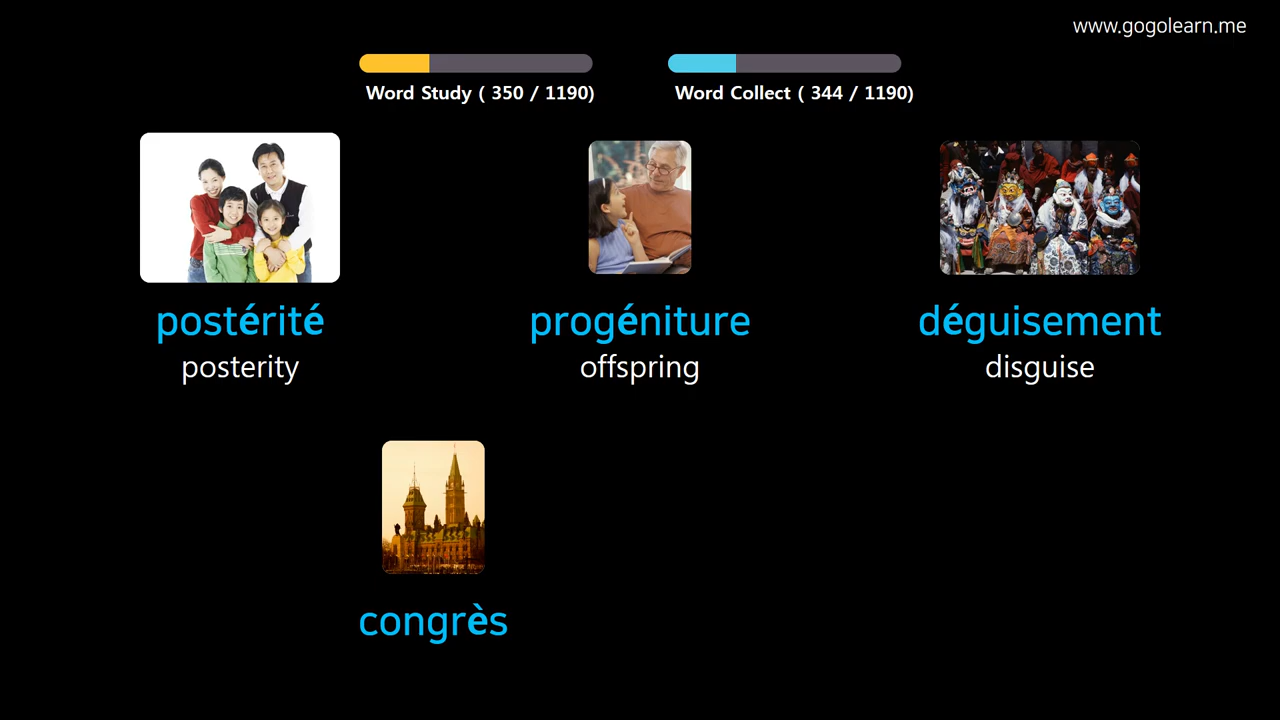 www.gogolearn.me
Word Study ( 350 / 1190)
Word Collect ( 344 / 1190)
postérité
posterity
progéniture
offspring
déguisement
disguise
congrès